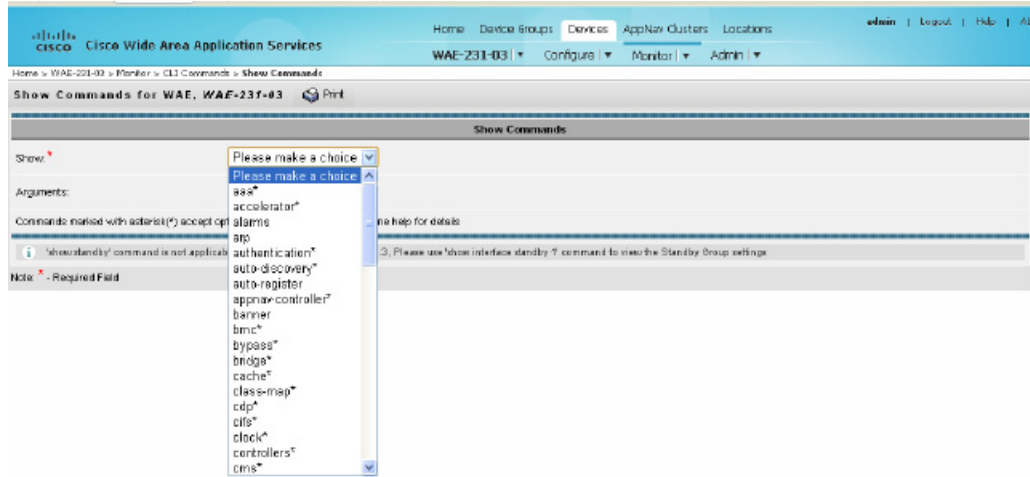 Home Device Groups Devices AppNav Clusters Locations
admin | Logout | Help |
CISCO Cisco Wide Area Application Services
WAE-231-03 | Configure | Monitor | Admin |
Home > WAE-231-03 > Monitor > CLI Commands > Show Commands
Show Commands for WAE, WAE-231-03 Print
Show Commands
Show: * Please make a choice
Please make a choice
aaa*
Arguments:
accelerator*
Commands marked with asterisk(*) accept opt
alarms
ne help for details
arp
'show standby' command is not applicab
authentication*
.3, Please use 'show interface standby 1' command to view the Standby Group settings
auto-discovery*
Note: * - Required Field
auto-register
appnav-controller*
banner
bmc*
bypass*
bridge*
cache*
class-map*
cdp*
cifs*
clock*
controllers*
cms*